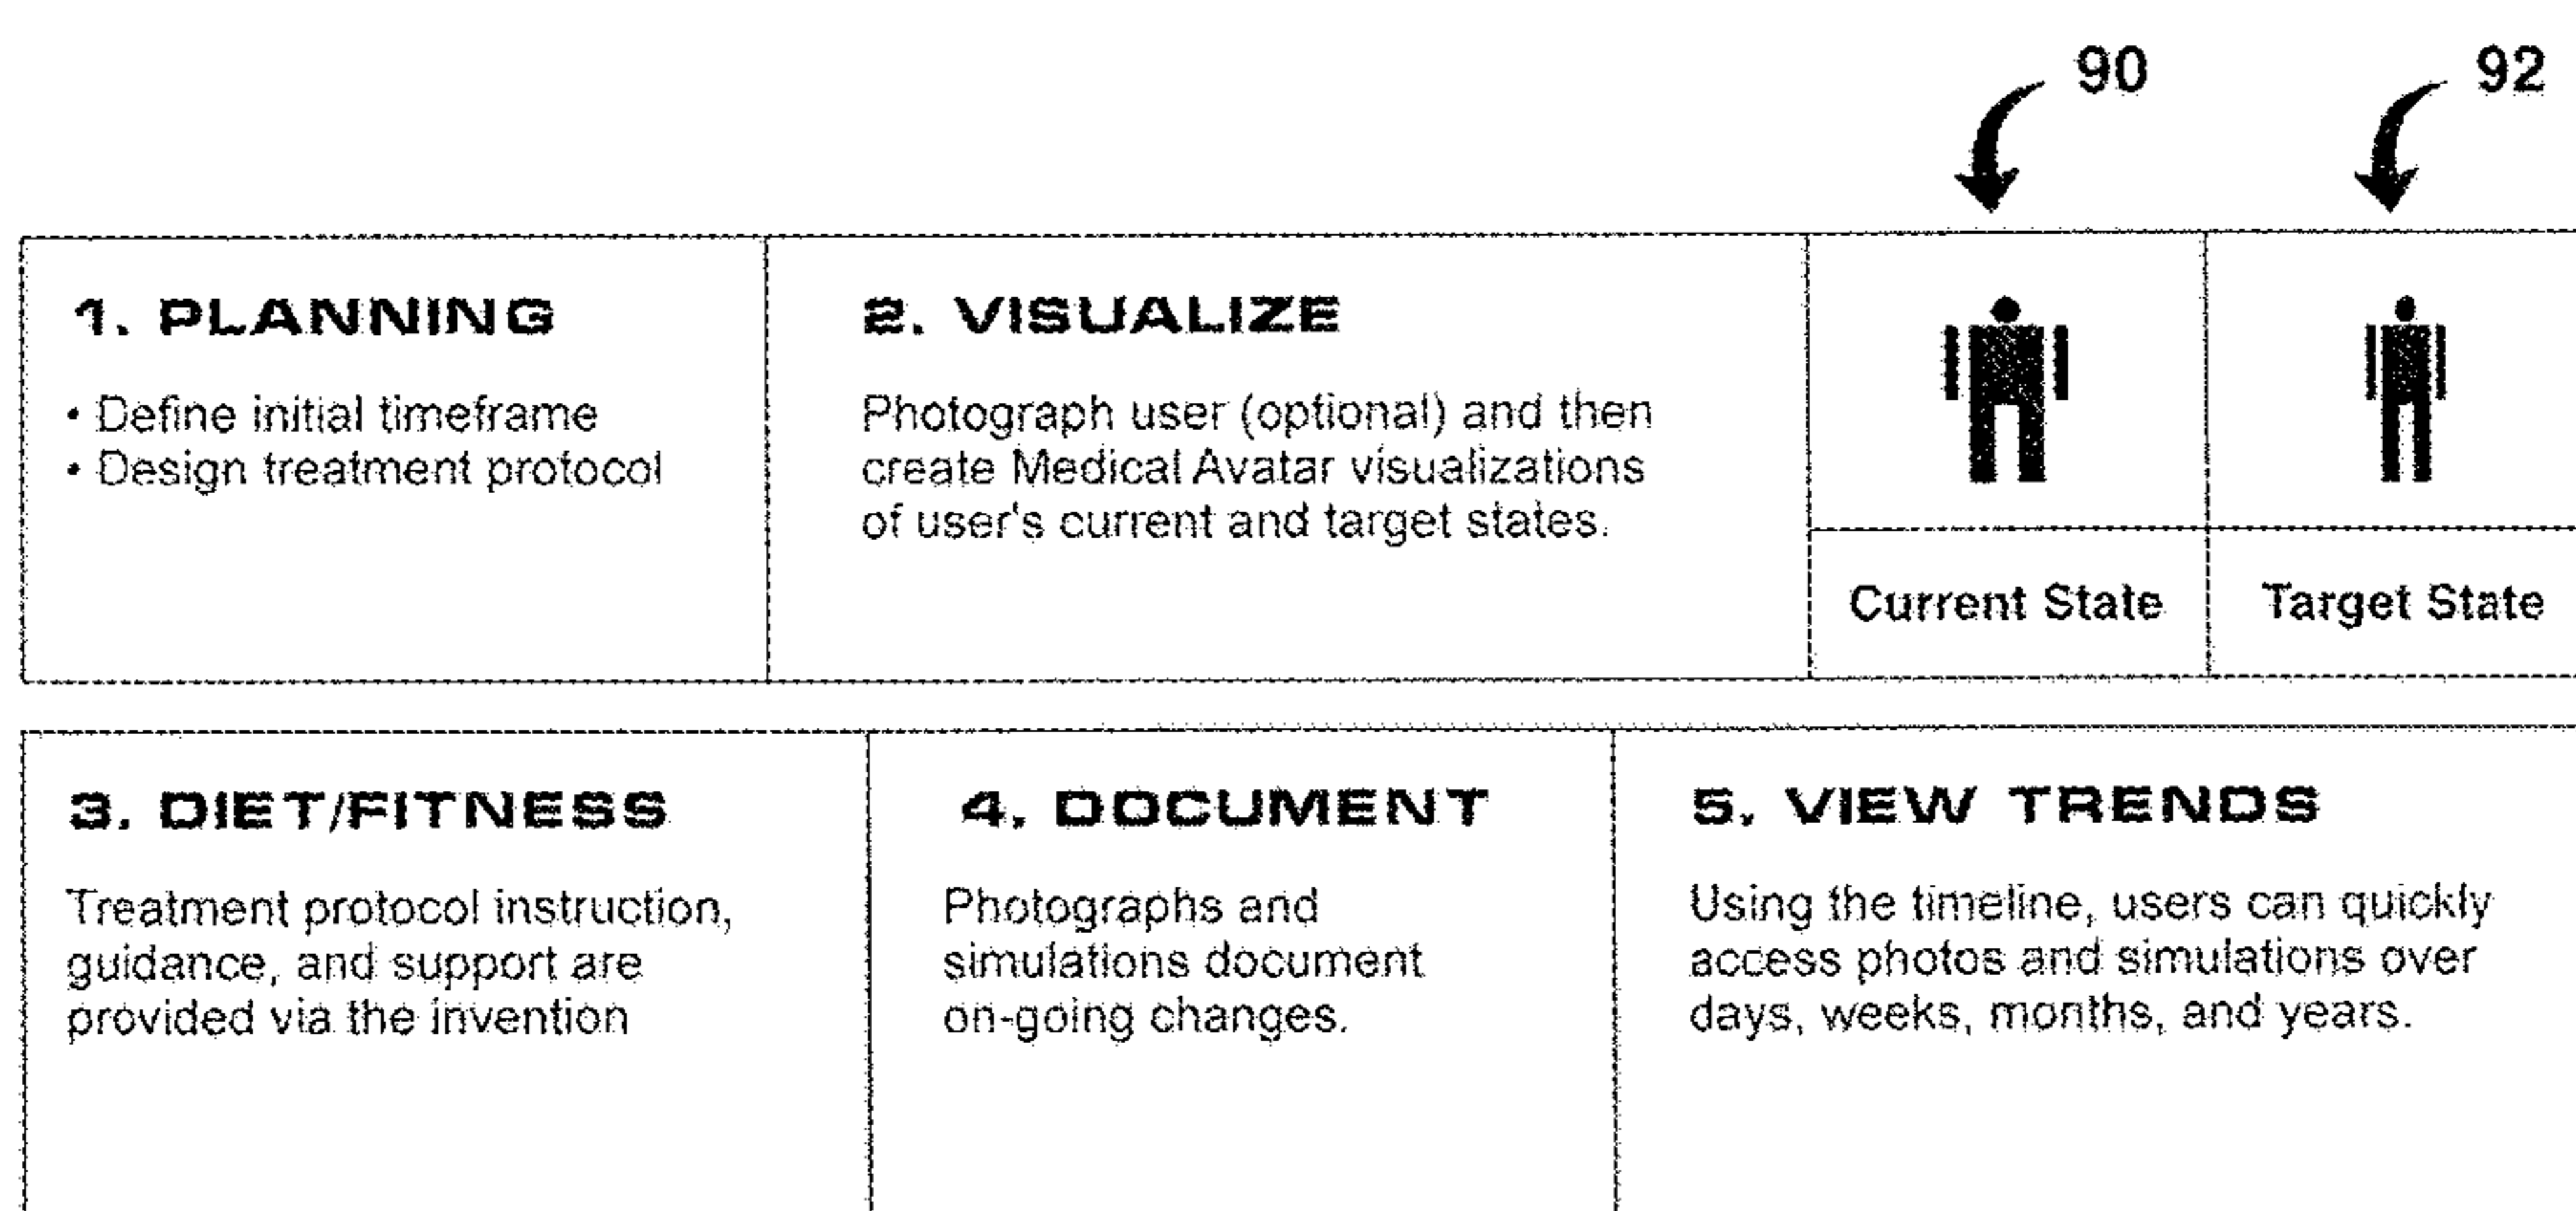 90
92
1. PLANNING
• Define initial timeframe
• Design treatment protocol
2. VISUALIZE
Photograph user (optional) and then
create Medical Avatar visualizations
of user's current and target states.
Current State
Target State
3. DIET/FITNESS
Treatment protocol instruction,
guidance, and support are
provided via the invention
4. DOCUMENT
Photographs and
simulations document
on-going changes.
5. VIEW TRENDS
Using the timeline, users can quickly
access photos and simulations over
days, weeks, months, and years.